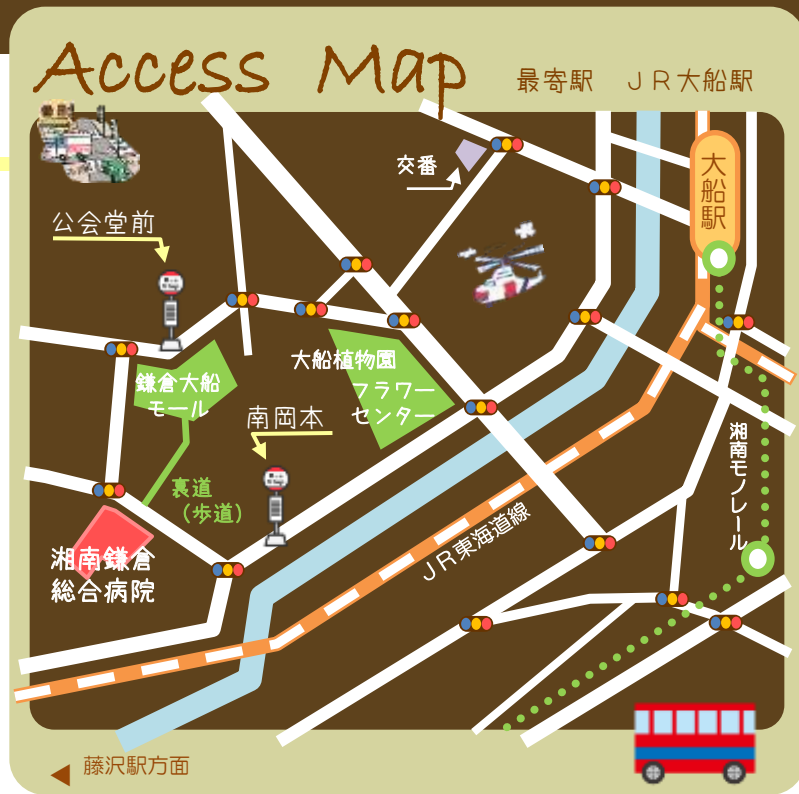 Access Map
最寄駅 JR大船駅
交番
大船駅
公会堂前
大船植物園
フラワー
センター
鎌倉大船
モール
南岡本
湘南モノレール
裏道
(歩道)
JR東海道線
湘南鎌倉
総合病院
藤沢駅方面